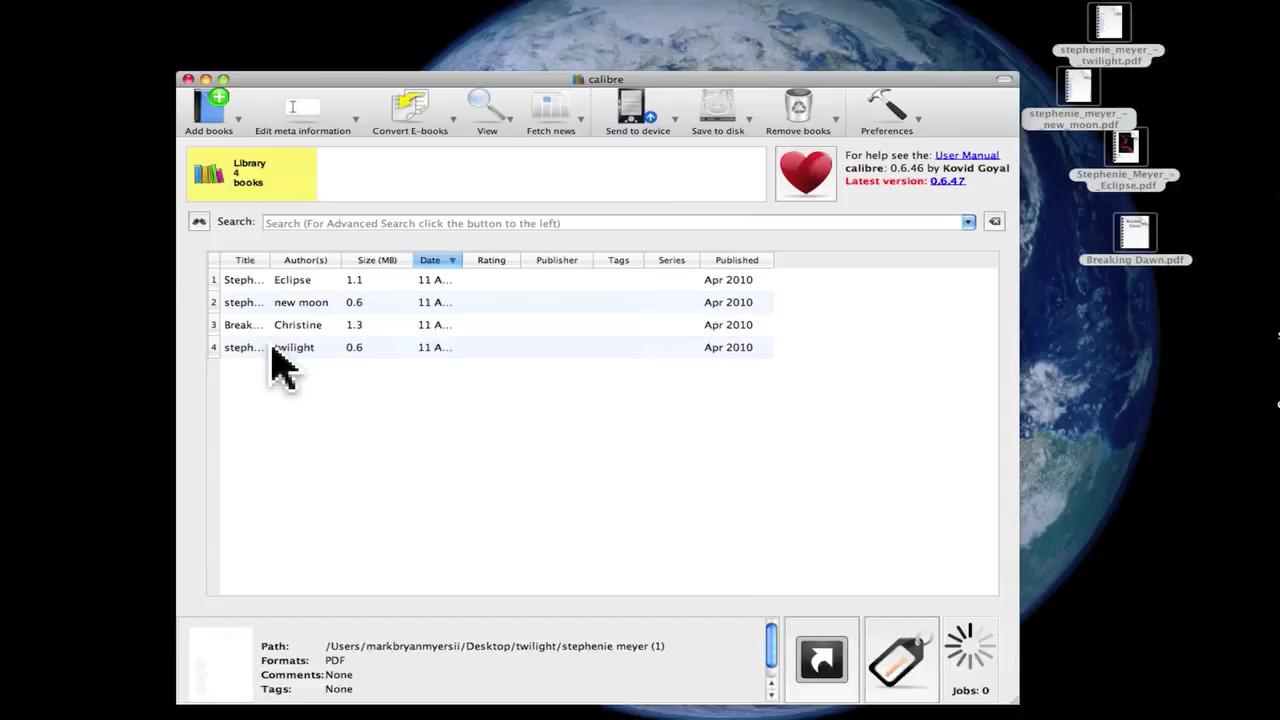 stephenie_meyer_-
_twilight.pdf
stephenie_meyer_-
_new_moon.pdf
Stephenie_Meyer_-
_Eclipse.pdf
Breaking Dawn.pdf
calibre
Add books
Edit meta information
Convert E-books
View
Fetch news
Send to device
Save to disk
Remove books
Preferences
Library
4
books
For help see the: User Manual
calibre: 0.6.46 by Kovid Goyal
Latest version: 0.6.47
Search: Search (For Advanced Search click the button to the left)
Title Author(s) Size (MB) Date Rating Publisher Tags Series Published
1 Steph... Eclipse 1.1 11 A... Apr 2010
2 steph... new moon 0.6 11 A... Apr 2010
3 Break... Christine 1.3 11 A... Apr 2010
4 steph... twilight 0.6 11 A... Apr 2010
Path: /Users/markbryanmyersii/Desktop/twilight/stephenie meyer (1)
Formats: PDF
Comments: None
Tags: None
Jobs: 0